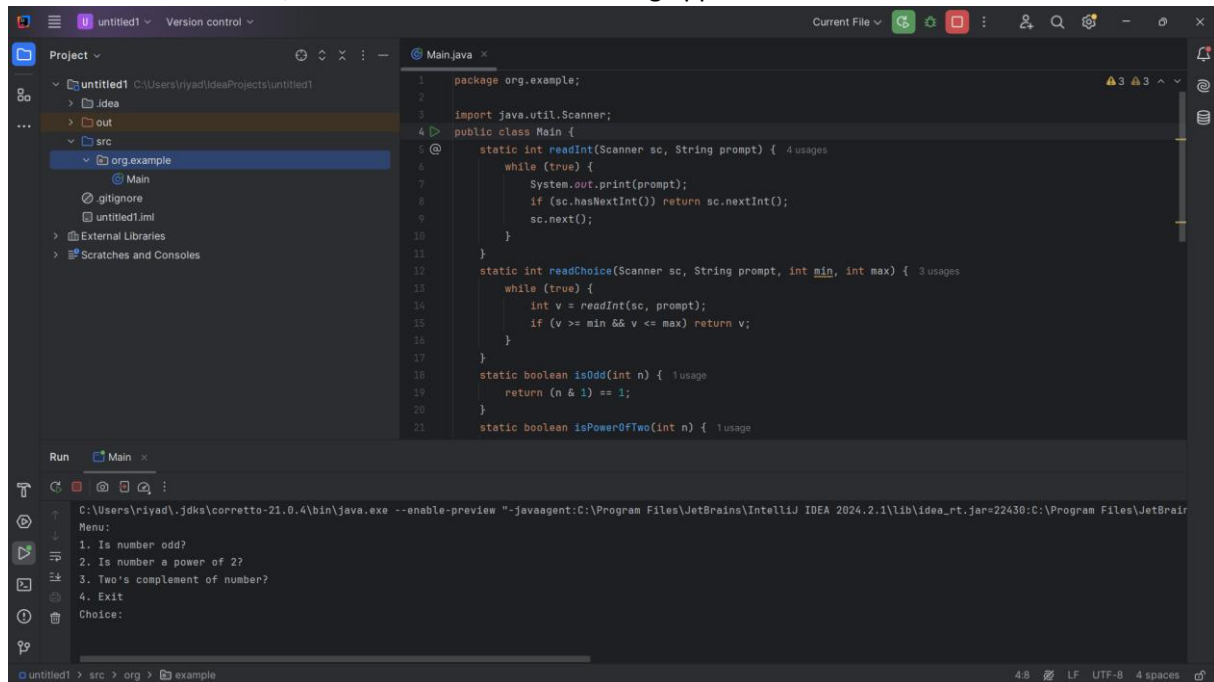 U untitled1 Version control Current File
Project
Main.java
untitled1 C:\Users\riyad\IdeaProjects\untitled1
.idea
out
src
org.example
Main
.gitignore
untitled1.iml
External Libraries
Scratches and Consoles
1 package org.example;
3 3
2
3 import java.util.Scanner;
4 public class Main {
5 @ static int readInt(Scanner sc, String prompt) { 4 usages
6 while (true) {
7 System.out.print(prompt);
8 if (sc.hasNextInt()) return sc.nextInt();
9 sc.next();
10 }
11 }
12 static int readChoice(Scanner sc, String prompt, int min, int max) { 3 usages
13 while (true) {
14 int v = readInt(sc, prompt);
15 if (v >= min && v <= max) return v;
16 }
17 }
18 static boolean isOdd(int n) { 1 usage
19 return (n & 1) == 1;
20 }
21 static boolean isPowerOfTwo(int n) { 1 usage
Run Main
C:\Users\riyad\.jdks\corretto-21.0.4\bin\java.exe --enable-preview "-javaagent:C:\Program Files\JetBrains\IntelliJ IDEA 2024.2.1\lib\idea_rt.jar=22430:C:\Program Files\JetBrain
Menu:
1. Is number odd?
2. Is number a power of 2?
3. Two's complement of number?
4. Exit
Choice:
untitled1 > src > org > example 4:8 LF UTF-8 4 spaces